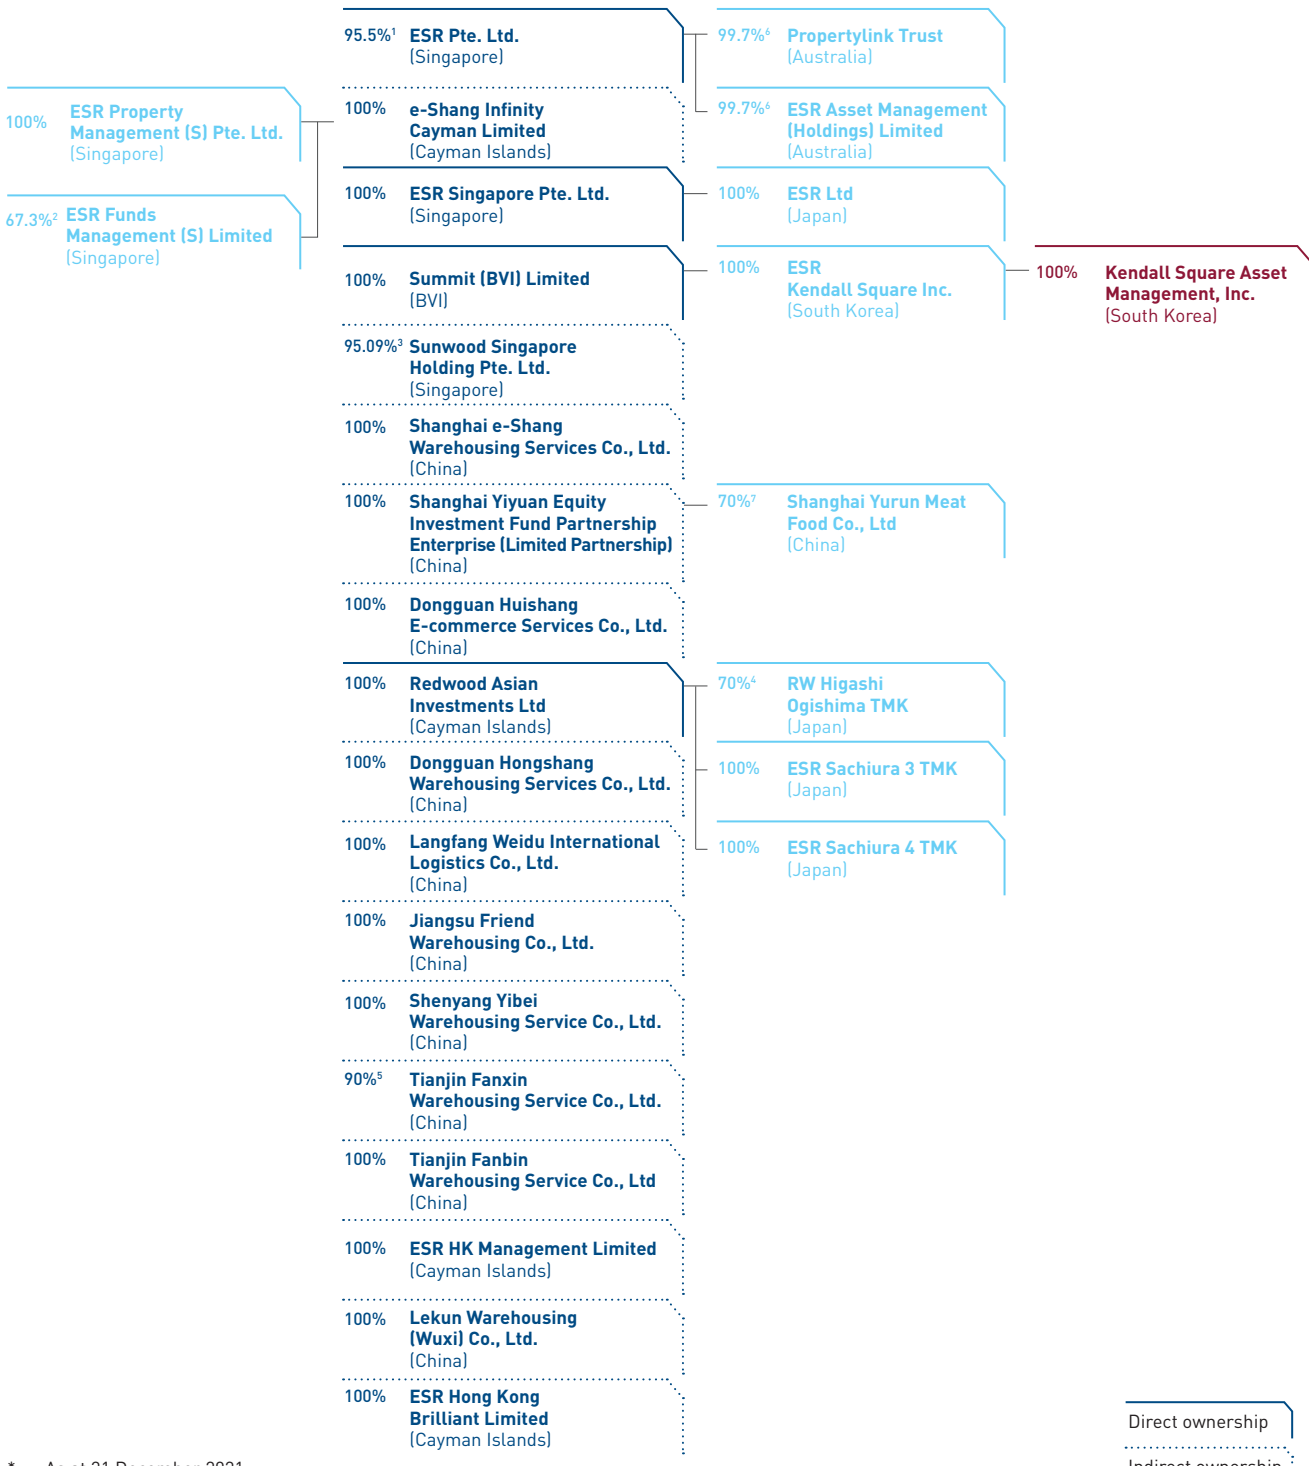 95.5%¹ ESR Pte. Ltd.
(Singapore)
99.7%⁶ Propertylink Trust
(Australia)
100% ESR Property
Management (S) Pte. Ltd.
(Singapore)
100% e-Shang Infinity
Cayman Limited
(Cayman Islands)
99.7%⁶ ESR Asset Management
(Holdings) Limited
(Australia)
67.3%² ESR Funds
Management (S) Limited
(Singapore)
100% ESR Singapore Pte. Ltd.
(Singapore)
100% ESR Ltd
(Japan)
100% Summit (BVI) Limited
(BVI)
100% ESR
Kendall Square Inc.
(South Korea)
100% Kendall Square Asset
Management, Inc.
(South Korea)
95.09%³ Sunwood Singapore
Holding Pte. Ltd.
(Singapore)
100% Shanghai e-Shang
Warehousing Services Co., Ltd.
(China)
100% Shanghai Yiyuan Equity
Investment Fund Partnership
Enterprise (Limited Partnership)
(China)
70%⁷ Shanghai Yurun Meat
Food Co., Ltd
(China)
100% Dongguan Huishang
E-commerce Services Co., Ltd.
(China)
100% Redwood Asian
Investments Ltd
(Cayman Islands)
70%⁴ RW Higashi
Ogishima TMK
(Japan)
100% Dongguan Hongshang
Warehousing Services Co., Ltd.
(China)
100% ESR Sachiura 3 TMK
(Japan)
100% Langfang Weidu International
Logistics Co., Ltd.
(China)
100% ESR Sachiura 4 TMK
(Japan)
100% Jiangsu Friend
Warehousing Co., Ltd.
(China)
100% Shenyang Yibei
Warehousing Service Co., Ltd.
(China)
90%⁵ Tianjin Fanxin
Warehousing Service Co., Ltd.
(China)
100% Tianjin Fanbin
Warehousing Service Co., Ltd
(China)
100% ESR HK Management Limited
(Cayman Islands)
100% Lekun Warehousing
(Wuxi) Co., Ltd.
(China)
100% ESR Hong Kong
Brilliant Limited
(Cayman Islands)
Direct ownership
Indirect ownership
* As at 31 December 2021